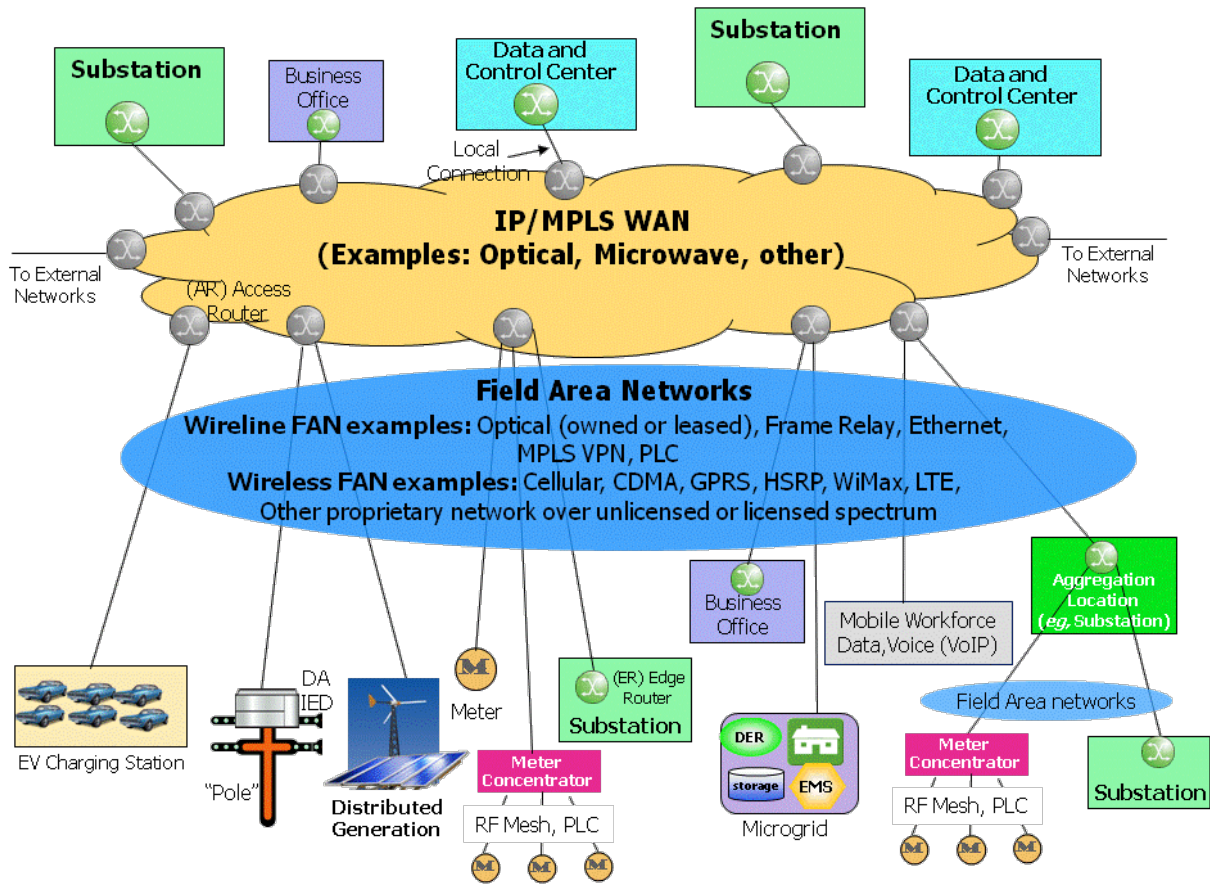 Substation
Business
Office
Data and
Control Center
Substation
Data and
Control Center
Local
Connection
IP/MPLS WAN
(Examples: Optical, Microwave, other)
To External
Networks
To External
Networks
(AR) Access
Router
Field Area Networks
Wireline FAN examples: Optical (owned or leased), Frame Relay, Ethernet,
MPLS VPN, PLC
Wireless FAN examples: Cellular, CDMA, GPRS, HSRP, WiMax, LTE,
Other proprietary network over unlicensed or licensed spectrum
EV Charging Station
DA
IED
"Pole"
Distributed
Generation
M
Meter
(ER) Edge
Router
Substation
Meter
Concentrator
RF Mesh, PLC
M
M
M
Business
Office
DER
storage
EMS
Microgrid
Mobile Workforce
Data,Voice (VoIP)
Aggregation
Location
(eg, Substation)
Field Area networks
Meter
Concentrator
RF Mesh, PLC
M
M
M
Substation